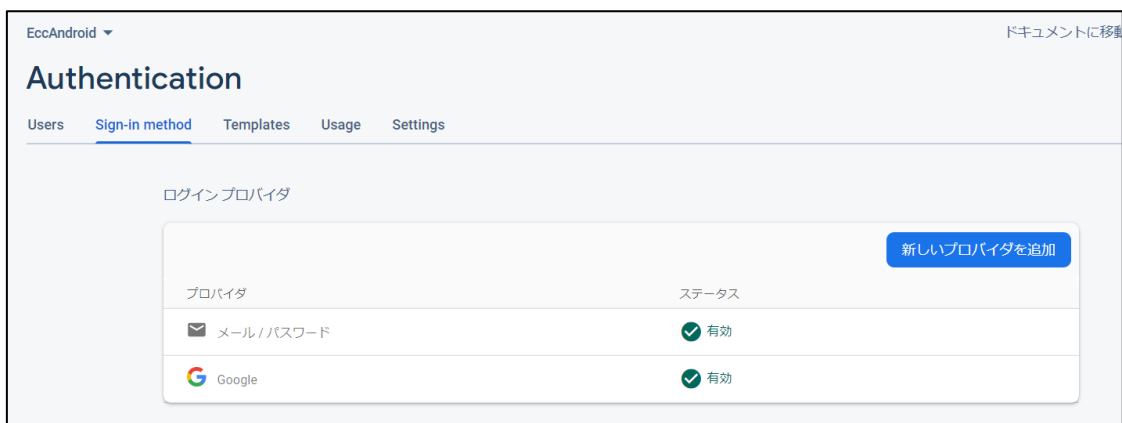 EccAndroid
ドキュメントに移動
Authentication
Users Sign-in method Templates Usage Settings
ログイン プロバイダ
新しいプロバイダを追加
プロバイダ ステータス
メール / パスワード 有効
Google 有効